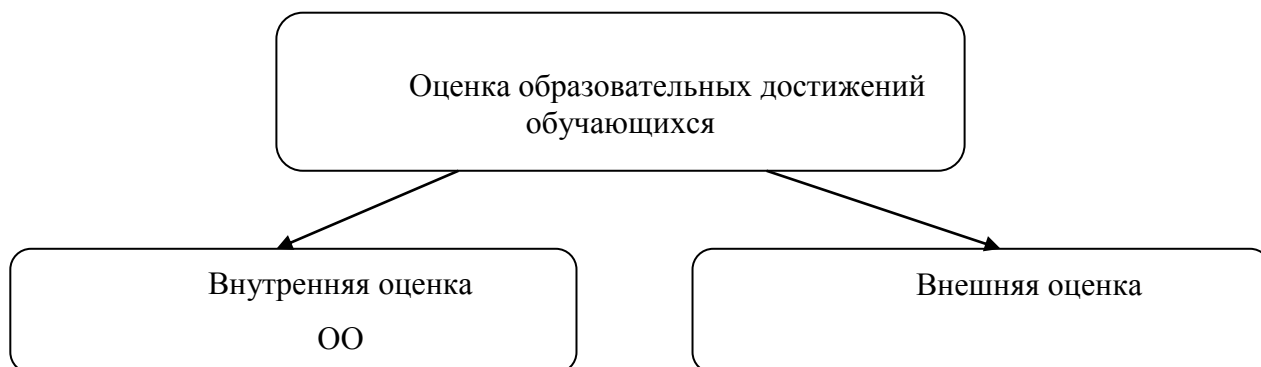 Оценка образовательных достижений
обучающихся
Внутренняя оценка
ОО
Внешняя оценка